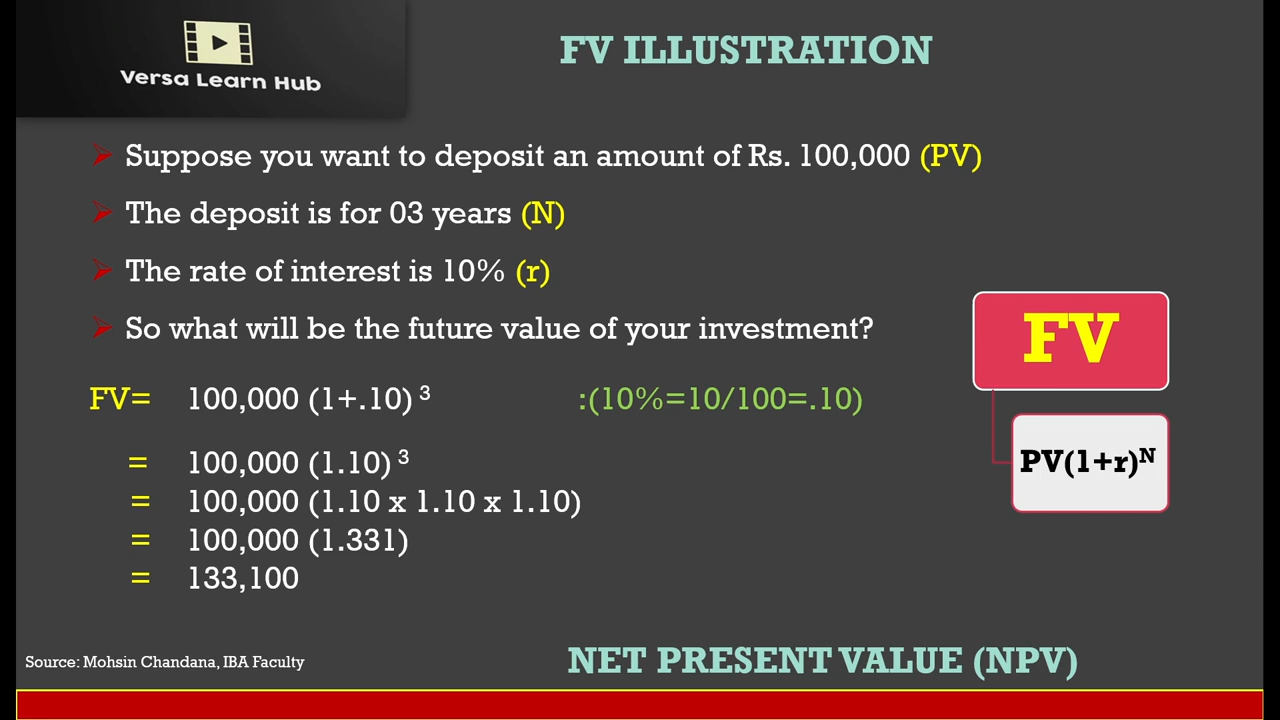 Versa Learn Hub
FV ILLUSTRATION
Suppose you want to deposit an amount of Rs. 100,000 (PV)
The deposit is for 03 years (N)
The rate of interest is 10% (r)
So what will be the future value of your investment?
FV= 100,000 (1+.10) ³ :(10%=10/100=.10)
= 100,000 (1.10) ³
= 100,000 (1.10 x 1.10 x 1.10)
= 100,000 (1.331)
= 133,100
FV
PV(1+r)ᴺ
Source: Mohsin Chandana, IBA Faculty
NET PRESENT VALUE (NPV)